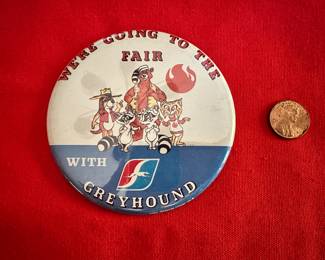 WE'RE GOING TO THE
FAIR
WITH
GREYHOUND